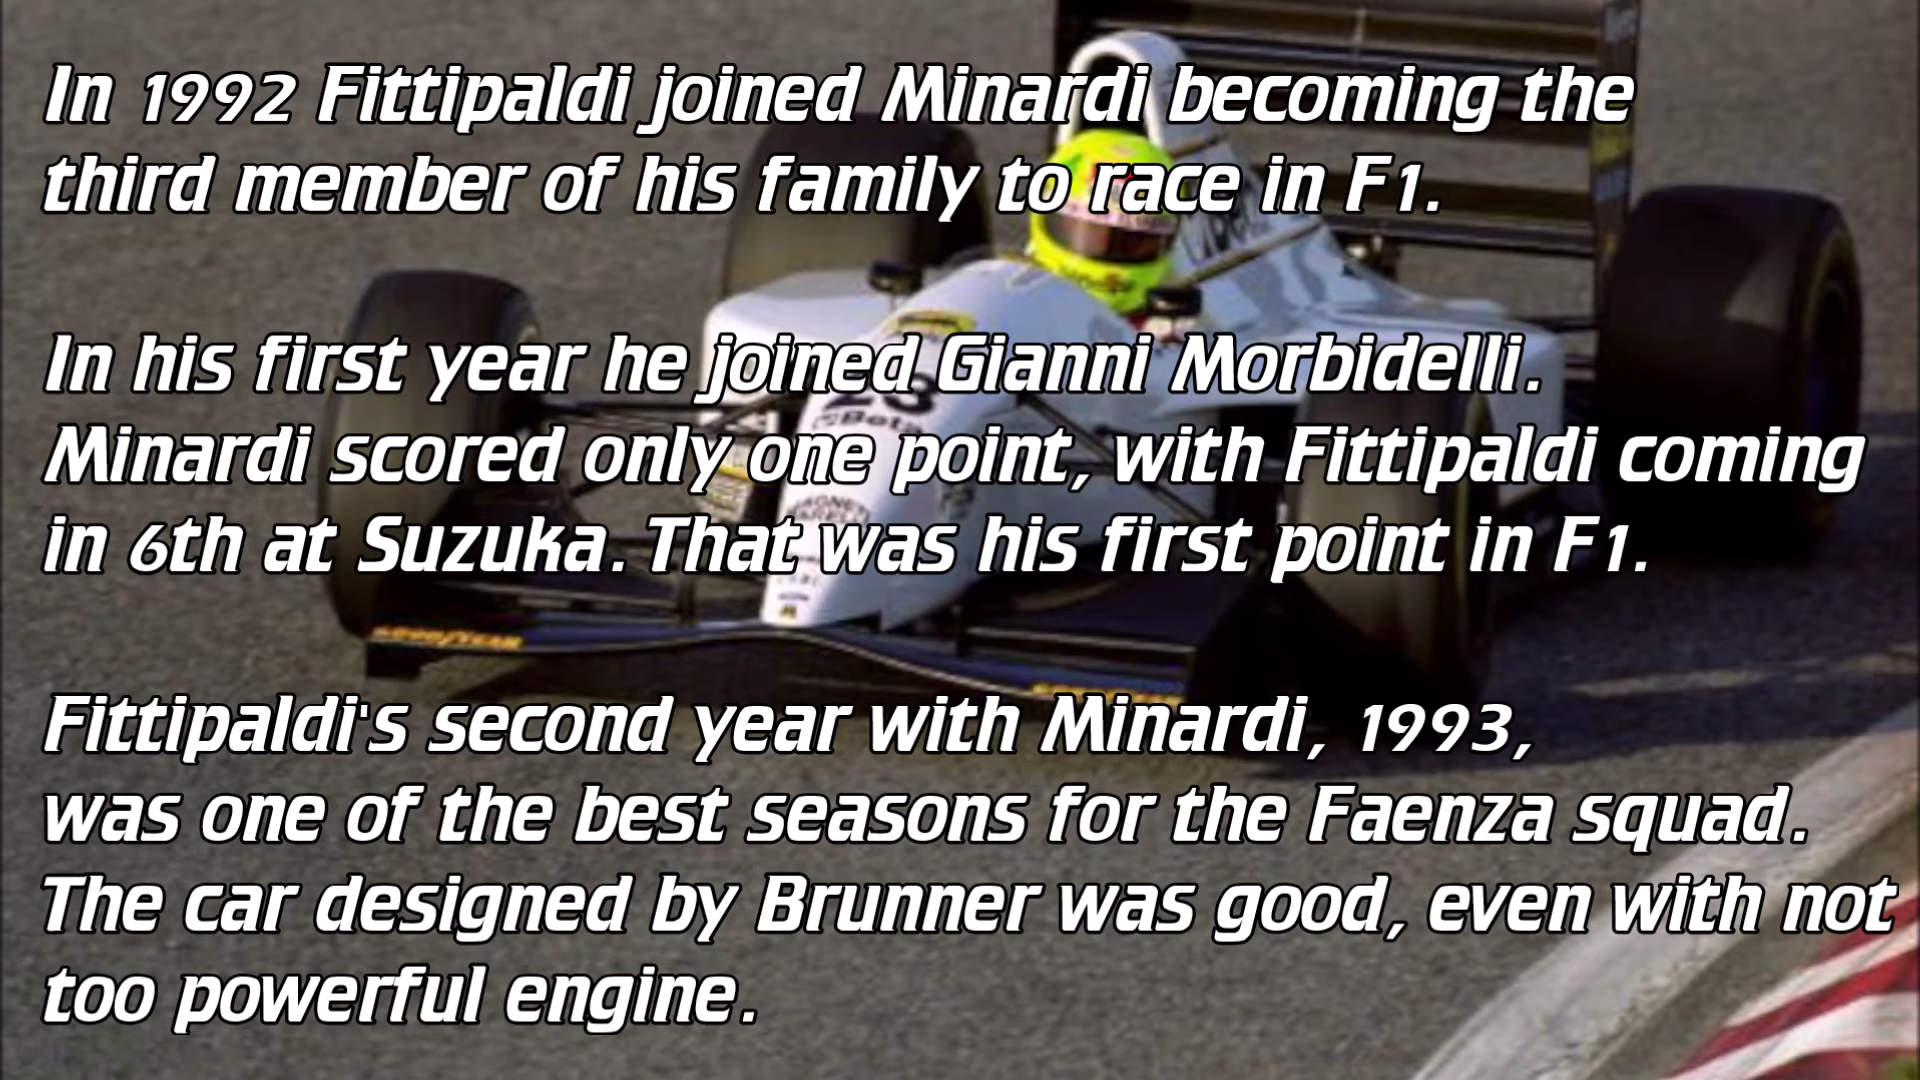 In 1992 Fittipaldi joined Minardi becoming the
third member of his family to race in F1.
In his first year he joined Gianni Morbidelli.
Minardi scored only one point, with Fittipaldi coming
in 6th at Suzuka. That was his first point in F1.
Fittipaldi's second year with Minardi, 1993,
was one of the best seasons for the Faenza squad.
The car designed by Brunner was good, even with not
too powerful engine.
23
GOODYEAR